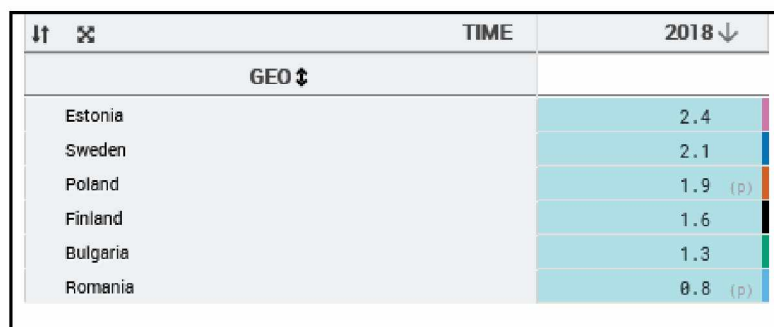 TIME 2018
GEO
Estonia 2.4
Sweden 2.1
Poland 1.9 (p)
Finland 1.6
Bulgaria 1.3
Romania 0.8 (p)